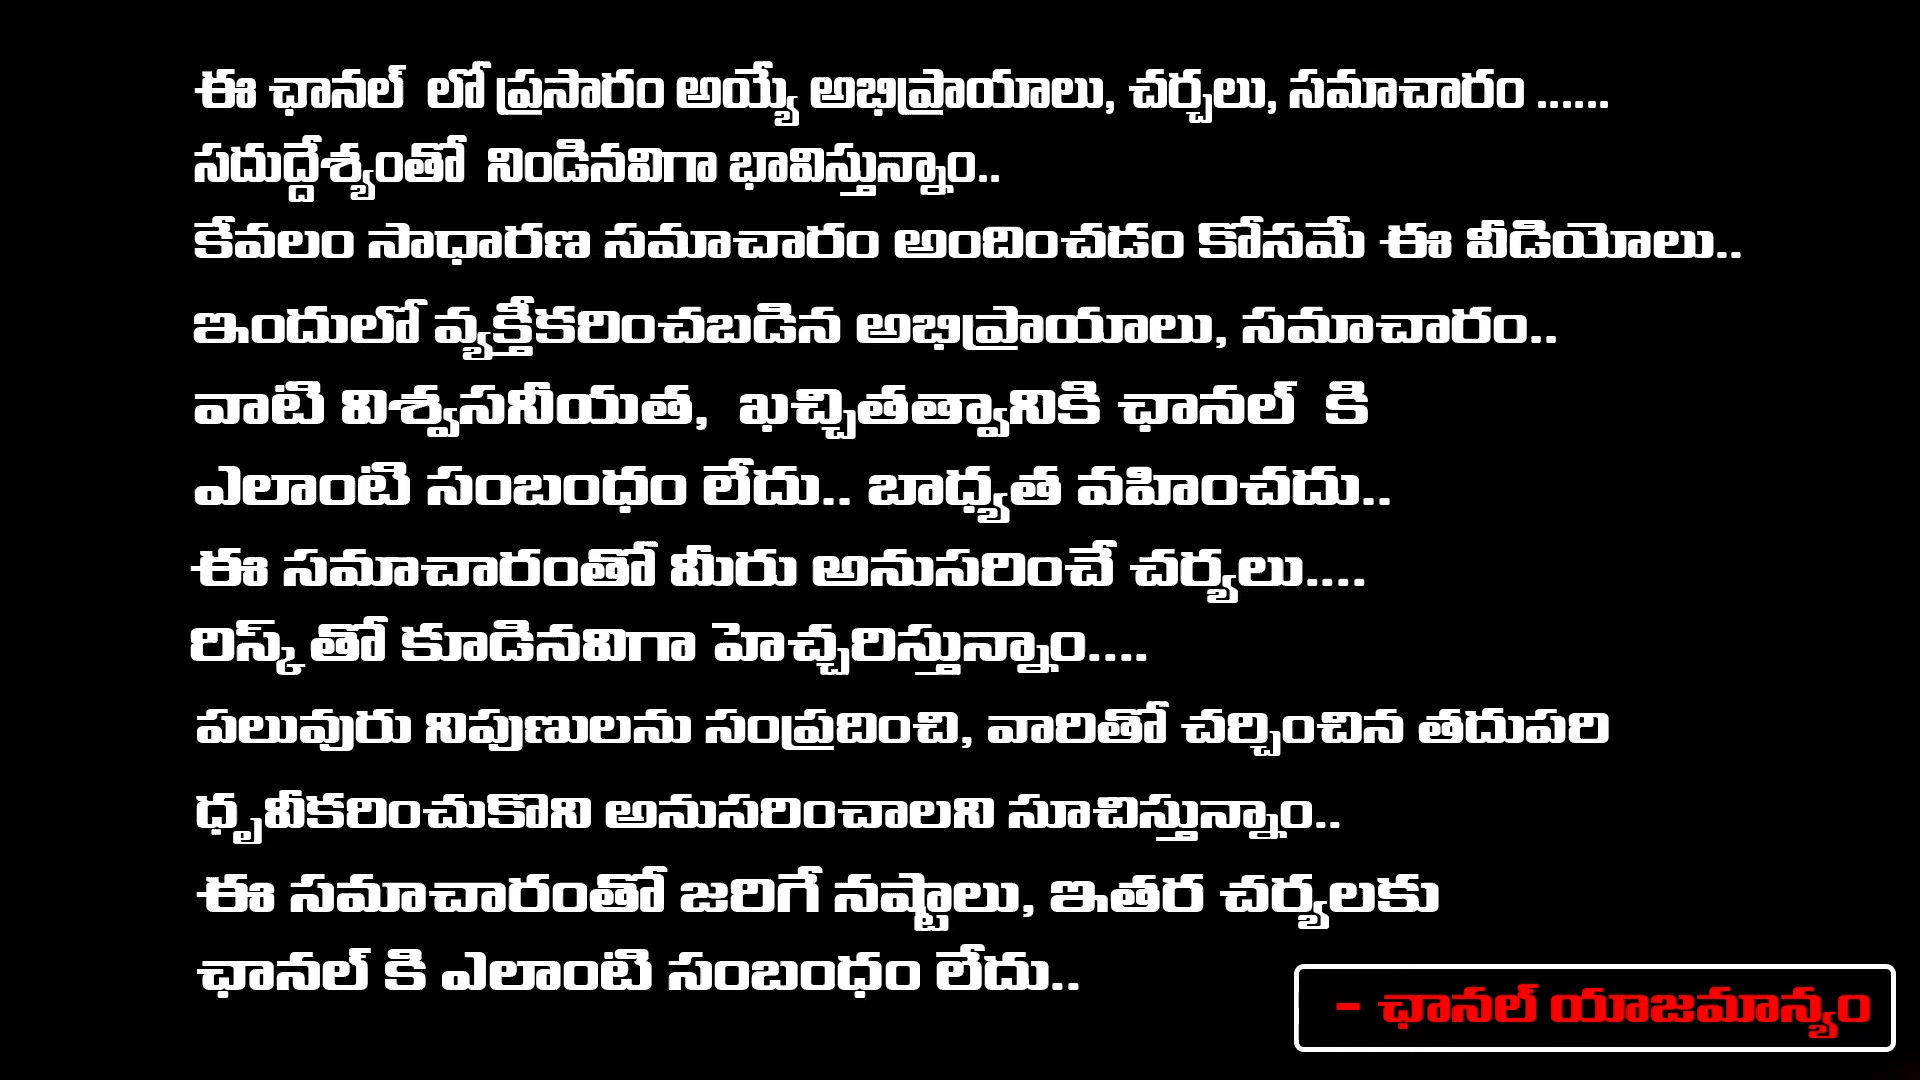 ఈ ఛానల్ లో ప్రసారం అయ్యే అభిప్రాయాలు, చర్చలు, సమాచారం ......
సదుద్దేశ్యంతో నిండినవిగా భావిస్తున్నాం..
కేవలం సాధారణ సమాచారం అందించడం కోసమే ఈ వీడియోలు..
ఇందులో వ్యక్తీకరించబడిన అభిప్రాయాలు, సమాచారం..
వాటి విశ్వసనీయత, ఖచ్చితత్వానికి ఛానల్ కి
ఎలాంటి సంబంధం లేదు.. బాధ్యత వహించదు..
ఈ సమాచారంతో మీరు అనుసరించే చర్యలు....
రిస్క్ తో కూడినవిగా హెచ్చరిస్తున్నాం....
పలువురు నిపుణులను సంప్రదించి, వారితో చర్చించిన తదుపరి
ధృవీకరించుకొని అనుసరించాలని సూచిస్తున్నాం..
ఈ సమాచారంతో జరిగే నష్టాలు, ఇతర చర్యలకు
ఛానల్ కి ఎలాంటి సంబంధం లేదు..
- ఛానల్ యాజమాన్యం